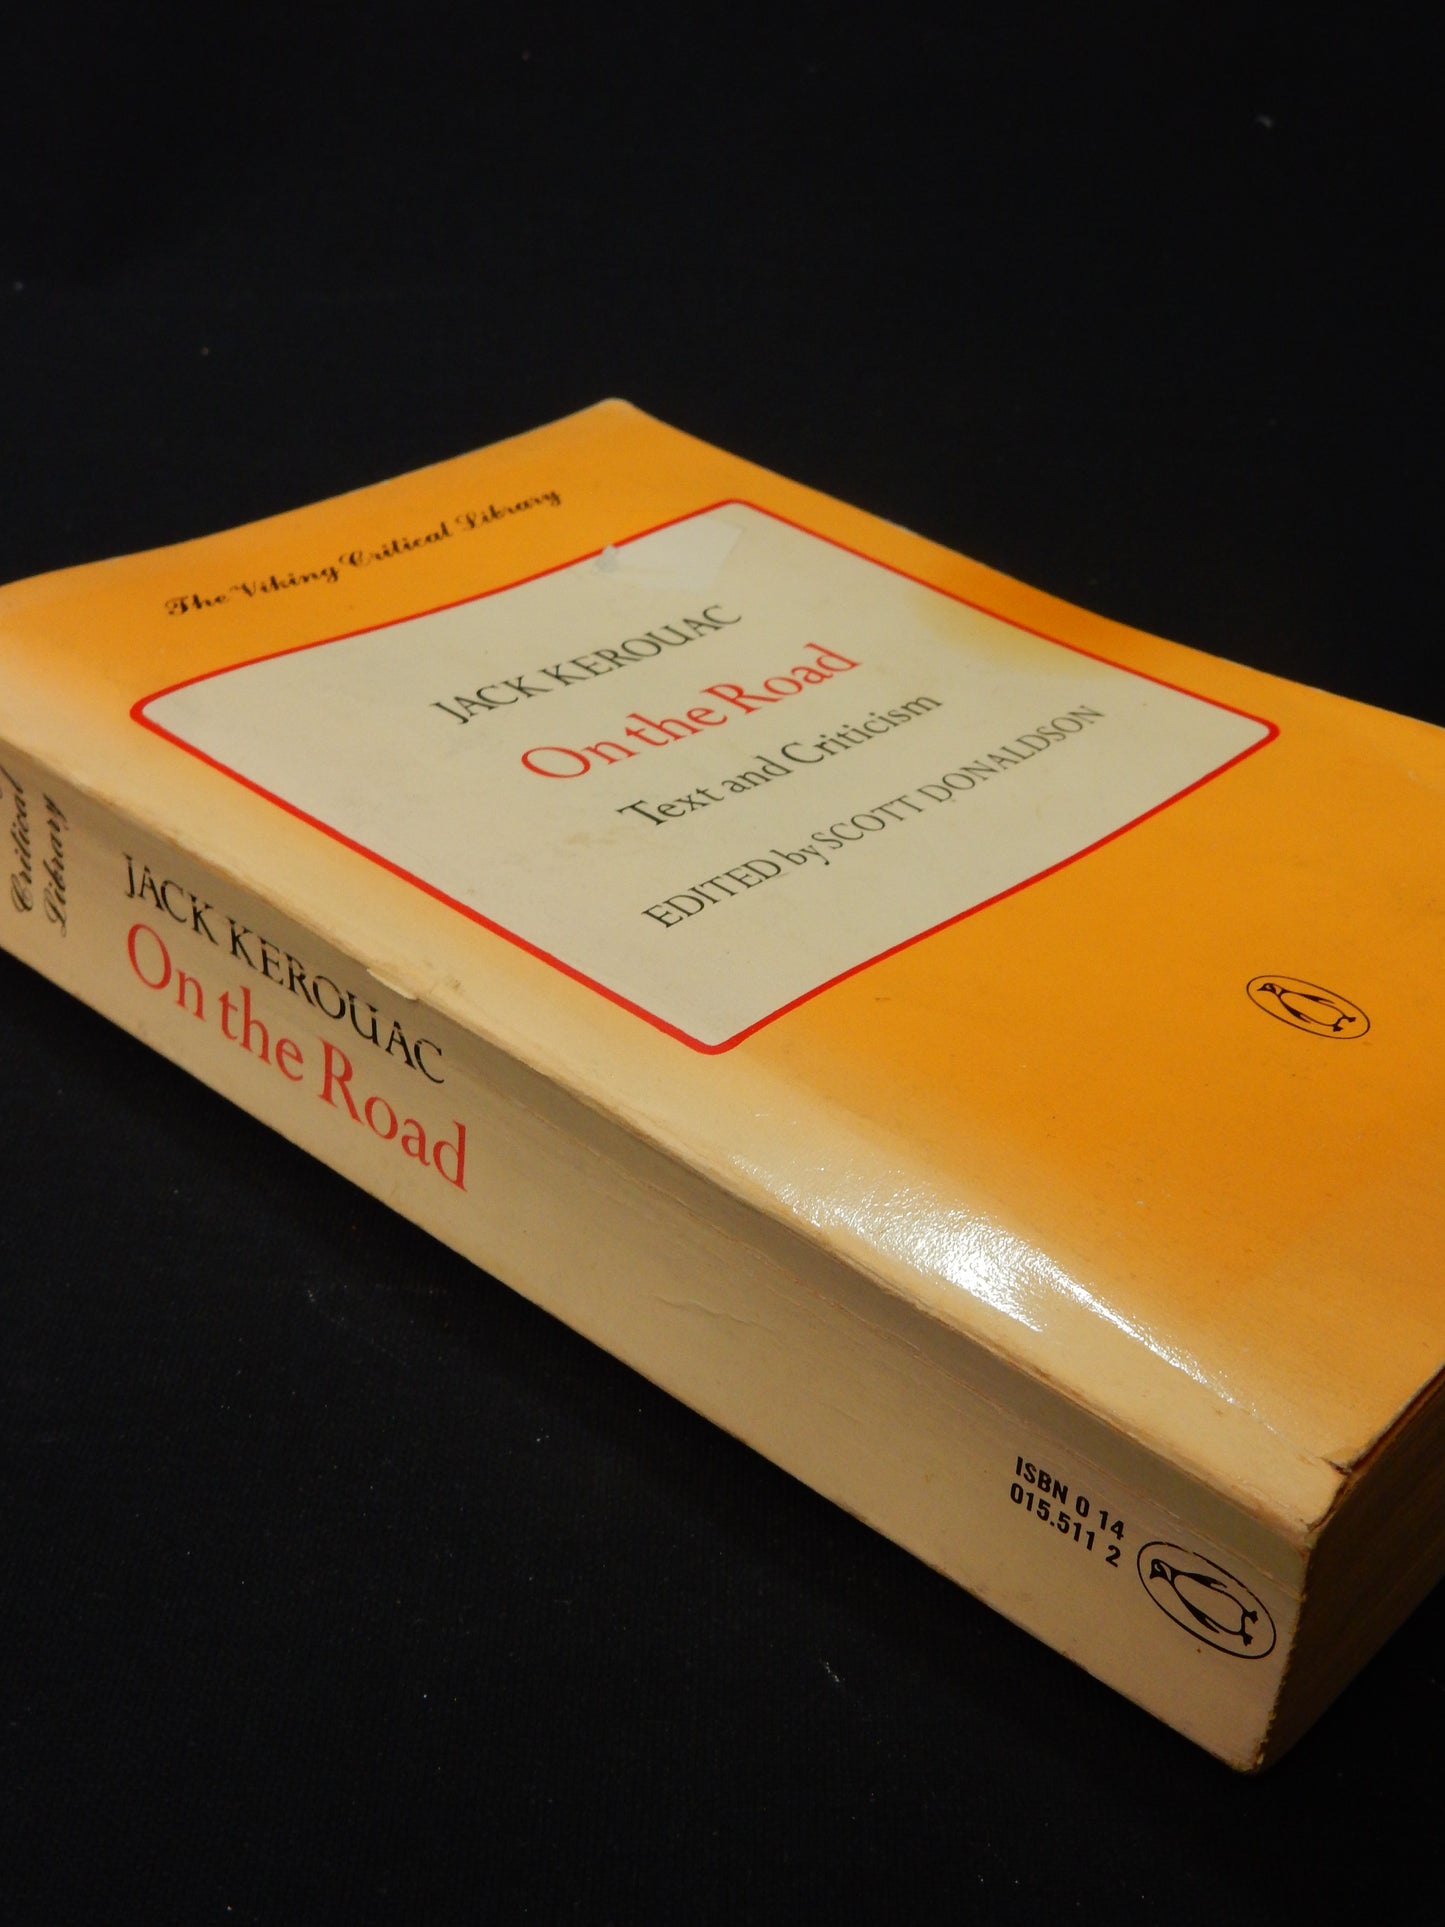 The Viking Critical Library
JACK KEROUAC
On the Road
Text and Criticism
EDITED by SCOTT DONALDSON
Critical
Library
JACK KEROUAC
On the Road
ISBN 0 14
015.511 2